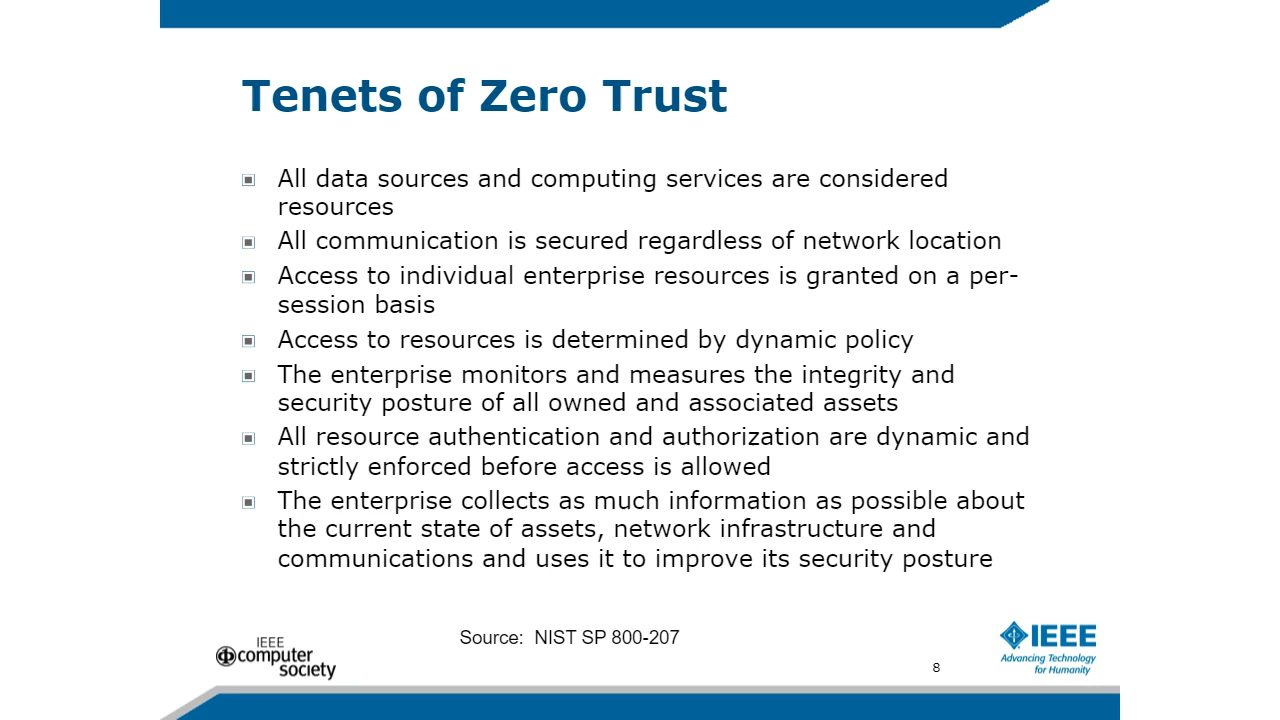 Tenets of Zero Trust
All data sources and computing services are considered
resources
All communication is secured regardless of network location
Access to individual enterprise resources is granted on a per-
session basis
Access to resources is determined by dynamic policy
The enterprise monitors and measures the integrity and
security posture of all owned and associated assets
All resource authentication and authorization are dynamic and
strictly enforced before access is allowed
The enterprise collects as much information as possible about
the current state of assets, network infrastructure and
communications and uses it to improve its security posture
Source: NIST SP 800-207
IEEE
computer
society
8
IEEE
Advancing Technology
for Humanity